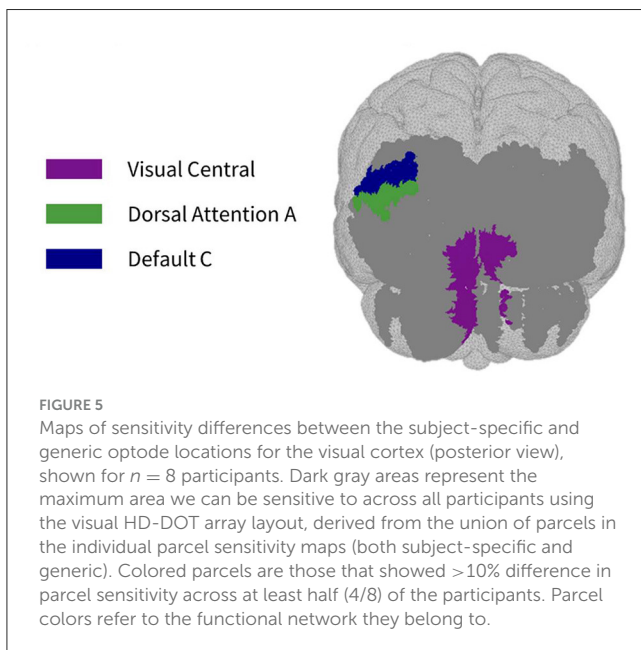 Visual Central
Dorsal Attention A
Default C
FIGURE 5
Maps of sensitivity differences between the subject-specific and
generic optode locations for the visual cortex (posterior view),
shown for n = 8 participants. Dark gray areas represent the
maximum area we can be sensitive to across all participants using
the visual HD-DOT array layout, derived from the union of parcels in
the individual parcel sensitivity maps (both subject-specific and
generic). Colored parcels are those that showed >10% difference in
parcel sensitivity across at least half (4/8) of the participants. Parcel
colors refer to the functional network they belong to.